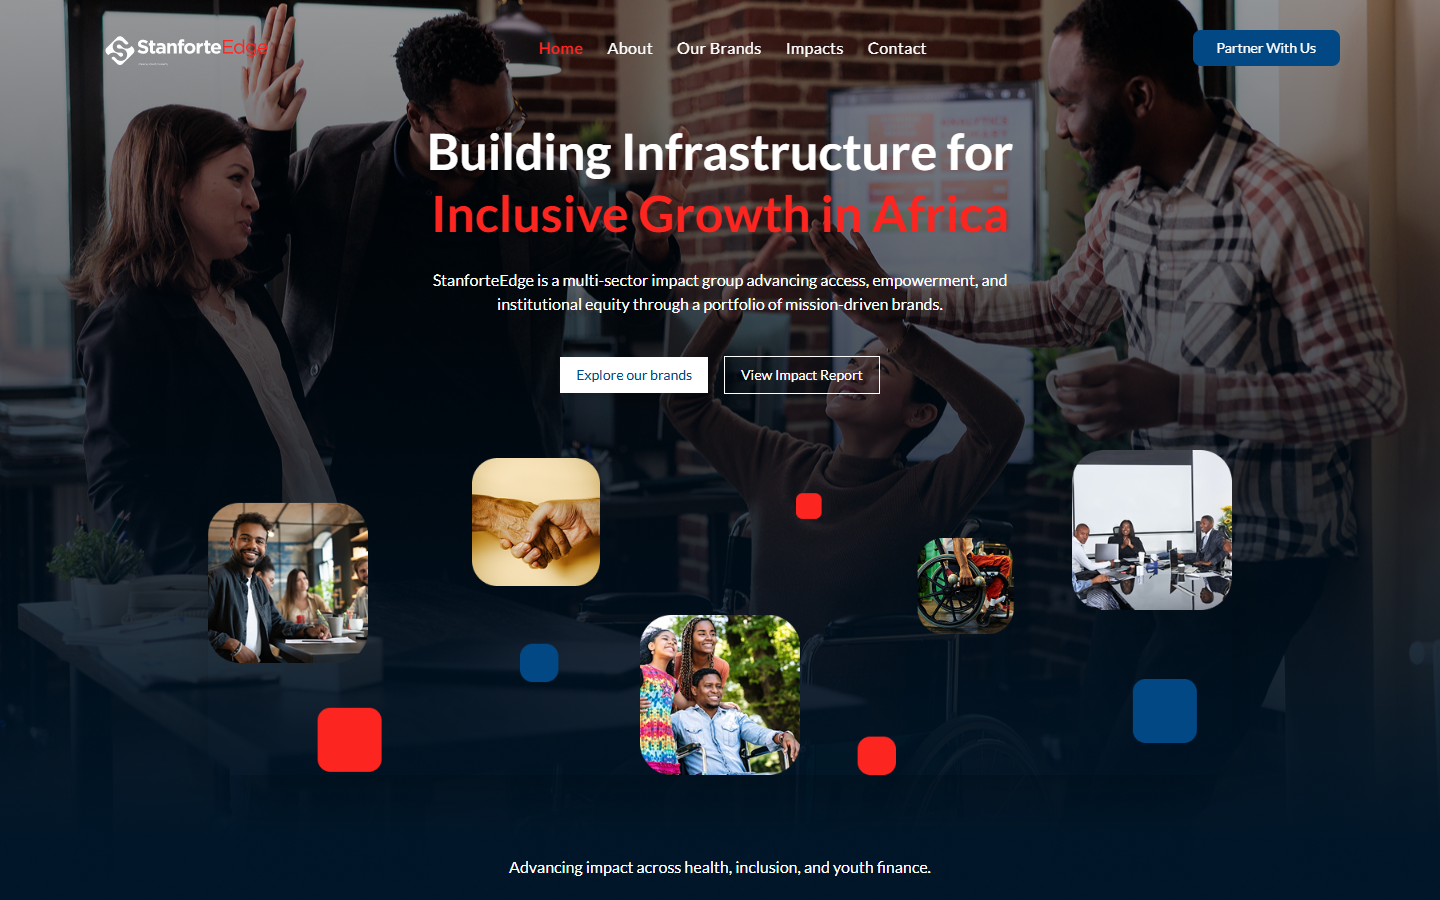 StanforteEdge
Home
About
Our Brands
Impacts
Contact
Partner With Us
Building Infrastructure for
Inclusive Growth in Africa
StanforteEdge is a multi-sector impact group advancing access, empowerment, and
institutional equity through a portfolio of mission-driven brands.
Explore our brands
View Impact Report
Advancing impact across health, inclusion, and youth finance.